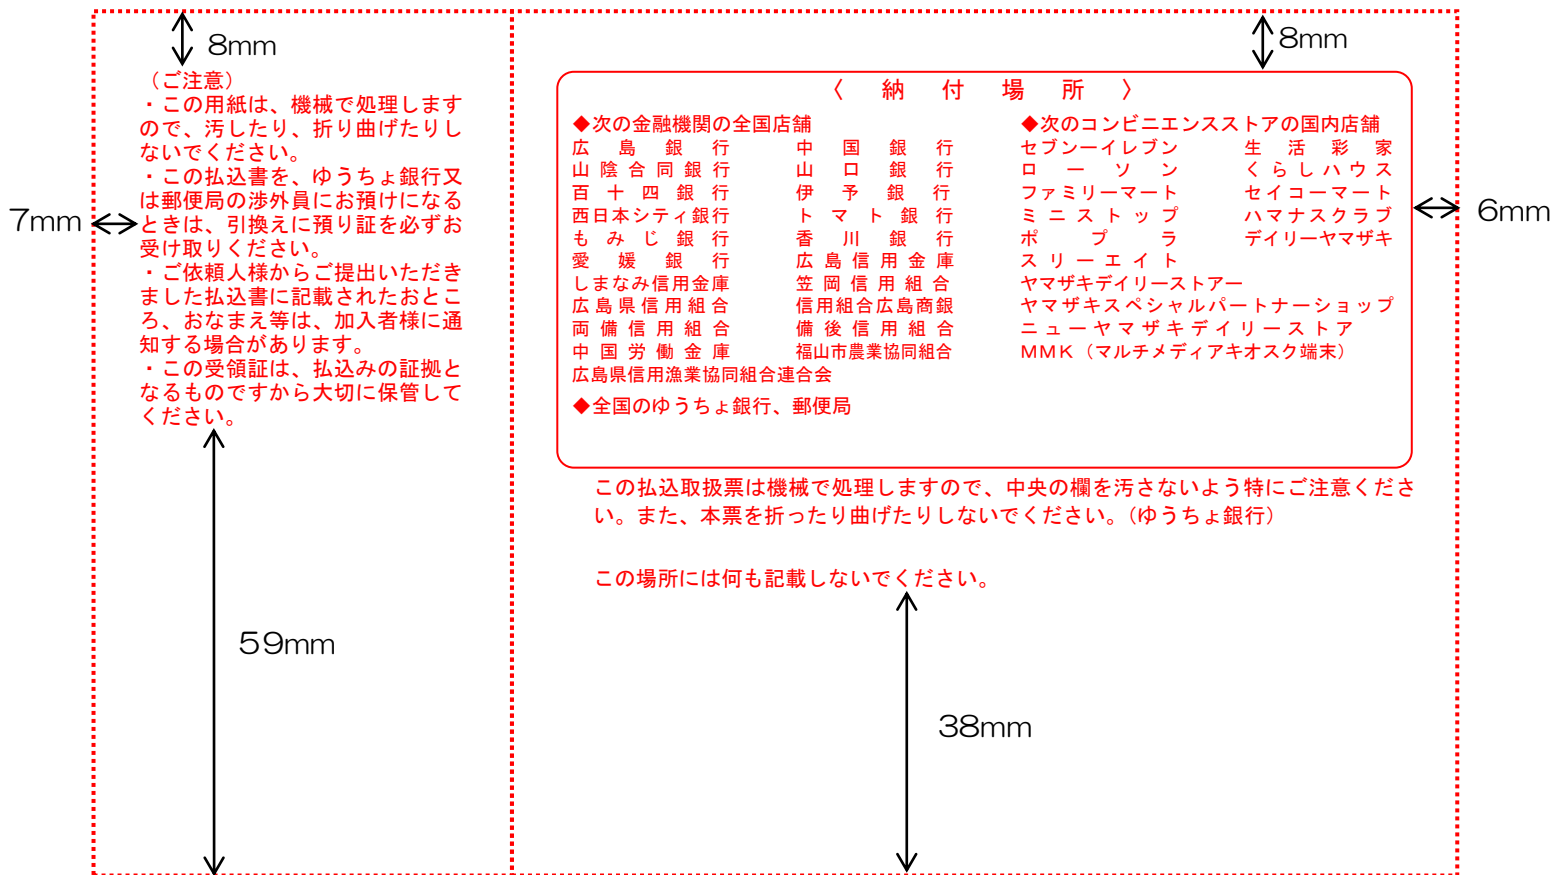 8mm
（ご注意）
・この用紙は、機械で処理します
ので、汚したり、折り曲げたりし
ないでください。
・この払込書を、ゆうちょ銀行又
は郵便局の渉外員にお預けになる
ときは、引換えに預り証を必ずお
受け取りください。
・ご依頼人様からご提出いただき
ました払込書に記載されたおとこ
ろ、おなまえ等は、加入者様に通
知する場合があります。
・この受領証は、払込みの証拠と
なるものですから大切に保管して
ください。
7mm
59mm
8mm
〈 納 付 場 所 〉
◆次の金融機関の全国店舗
広島銀行 中国銀行
山陰合同銀行 山口銀行
百十四銀行 伊予銀行
西日本シティ銀行 トマト銀行
もみじ銀行 香川銀行
愛媛銀行 広島信用金庫
しまなみ信用金庫 笠岡信用組合
広島県信用組合 信用組合広島商銀
両備信用組合 備後信用組合
中国労働金庫 福山市農業協同組合
広島県信用漁業協同組合連合会
◆全国のゆうちょ銀行、郵便局
◆次のコンビニエンスストアの国内店舗
セブンーイレブン 生活彩家
ローソン くらしハウス
ファミリーマート セイコーマート
ミニストップ ハマナスクラブ
ポプラ デイリーヤマザキ
スリーエイト
ヤマザキデイリーストアー
ヤマザキスペシャルパートナーショップ
ニューヤマザキデイリーストア
MMK（マルチメディアキオスク端末）
6mm
この払込取扱票は機械で処理しますので、中央の欄を汚さないよう特にご注意くださ
い。また、本票を折ったり曲げたりしないでください。（ゆうちょ銀行）
この場所には何も記載しないでください。
38mm